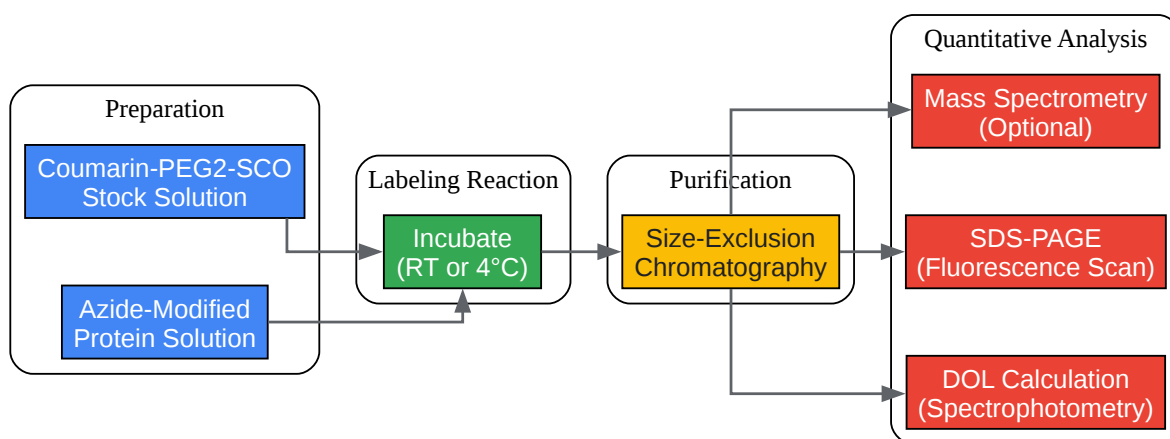 Preparation
Coumarin-PEG2-SCO
Stock Solution
Azide-Modified
Protein Solution
Labeling Reaction
Incubate
(RT or 4°C)
Purification
Size-Exclusion
Chromatography
Quantitative Analysis
Mass Spectrometry
(Optional)
SDS-PAGE
(Fluorescence Scan)
DOL Calculation
(Spectrophotometry)